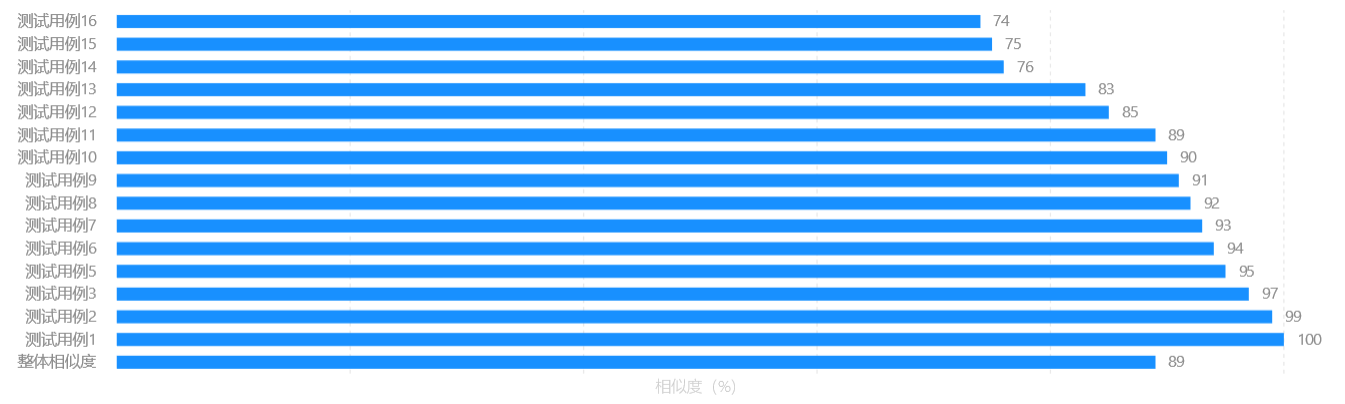 测试用例16 74
测试用例15 75
测试用例14 76
测试用例13 83
测试用例12 85
测试用例11 89
测试用例10 90
测试用例9 91
测试用例8 92
测试用例7 93
测试用例6 94
测试用例5 95
测试用例3 97
测试用例2 99
测试用例1 100
整体相似度 89
相似度（%）